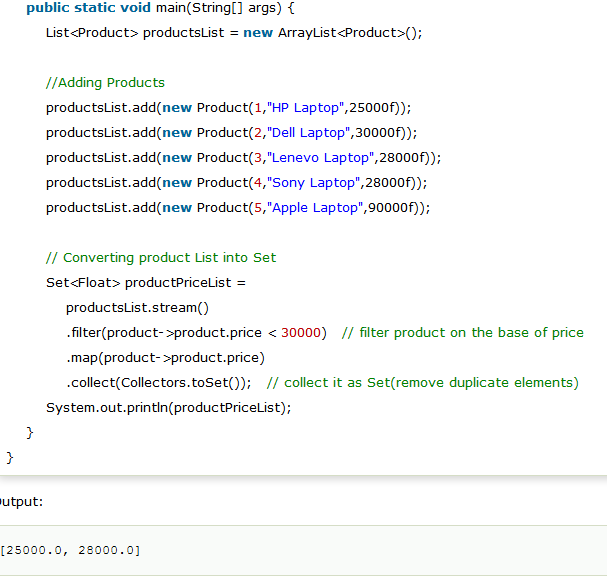 public static void main(String[] args) {
List<Product> productsList = new ArrayList<Product>();
//Adding Products
productsList.add(new Product(1,"HP Laptop",25000f));
productsList.add(new Product(2,"Dell Laptop",30000f));
productsList.add(new Product(3,"Lenevo Laptop",28000f));
productsList.add(new Product(4,"Sony Laptop",28000f));
productsList.add(new Product(5,"Apple Laptop",90000f));
// Converting product List into Set
Set<Float> productPriceList =
productsList.stream()
.filter(product->product.price < 30000)   // filter product on the base of price
.map(product->product.price)
.collect(Collectors.toSet());   // collect it as Set(remove duplicate elements)
System.out.println(productPriceList);
}
}
utput:
[25000.0, 28000.0]